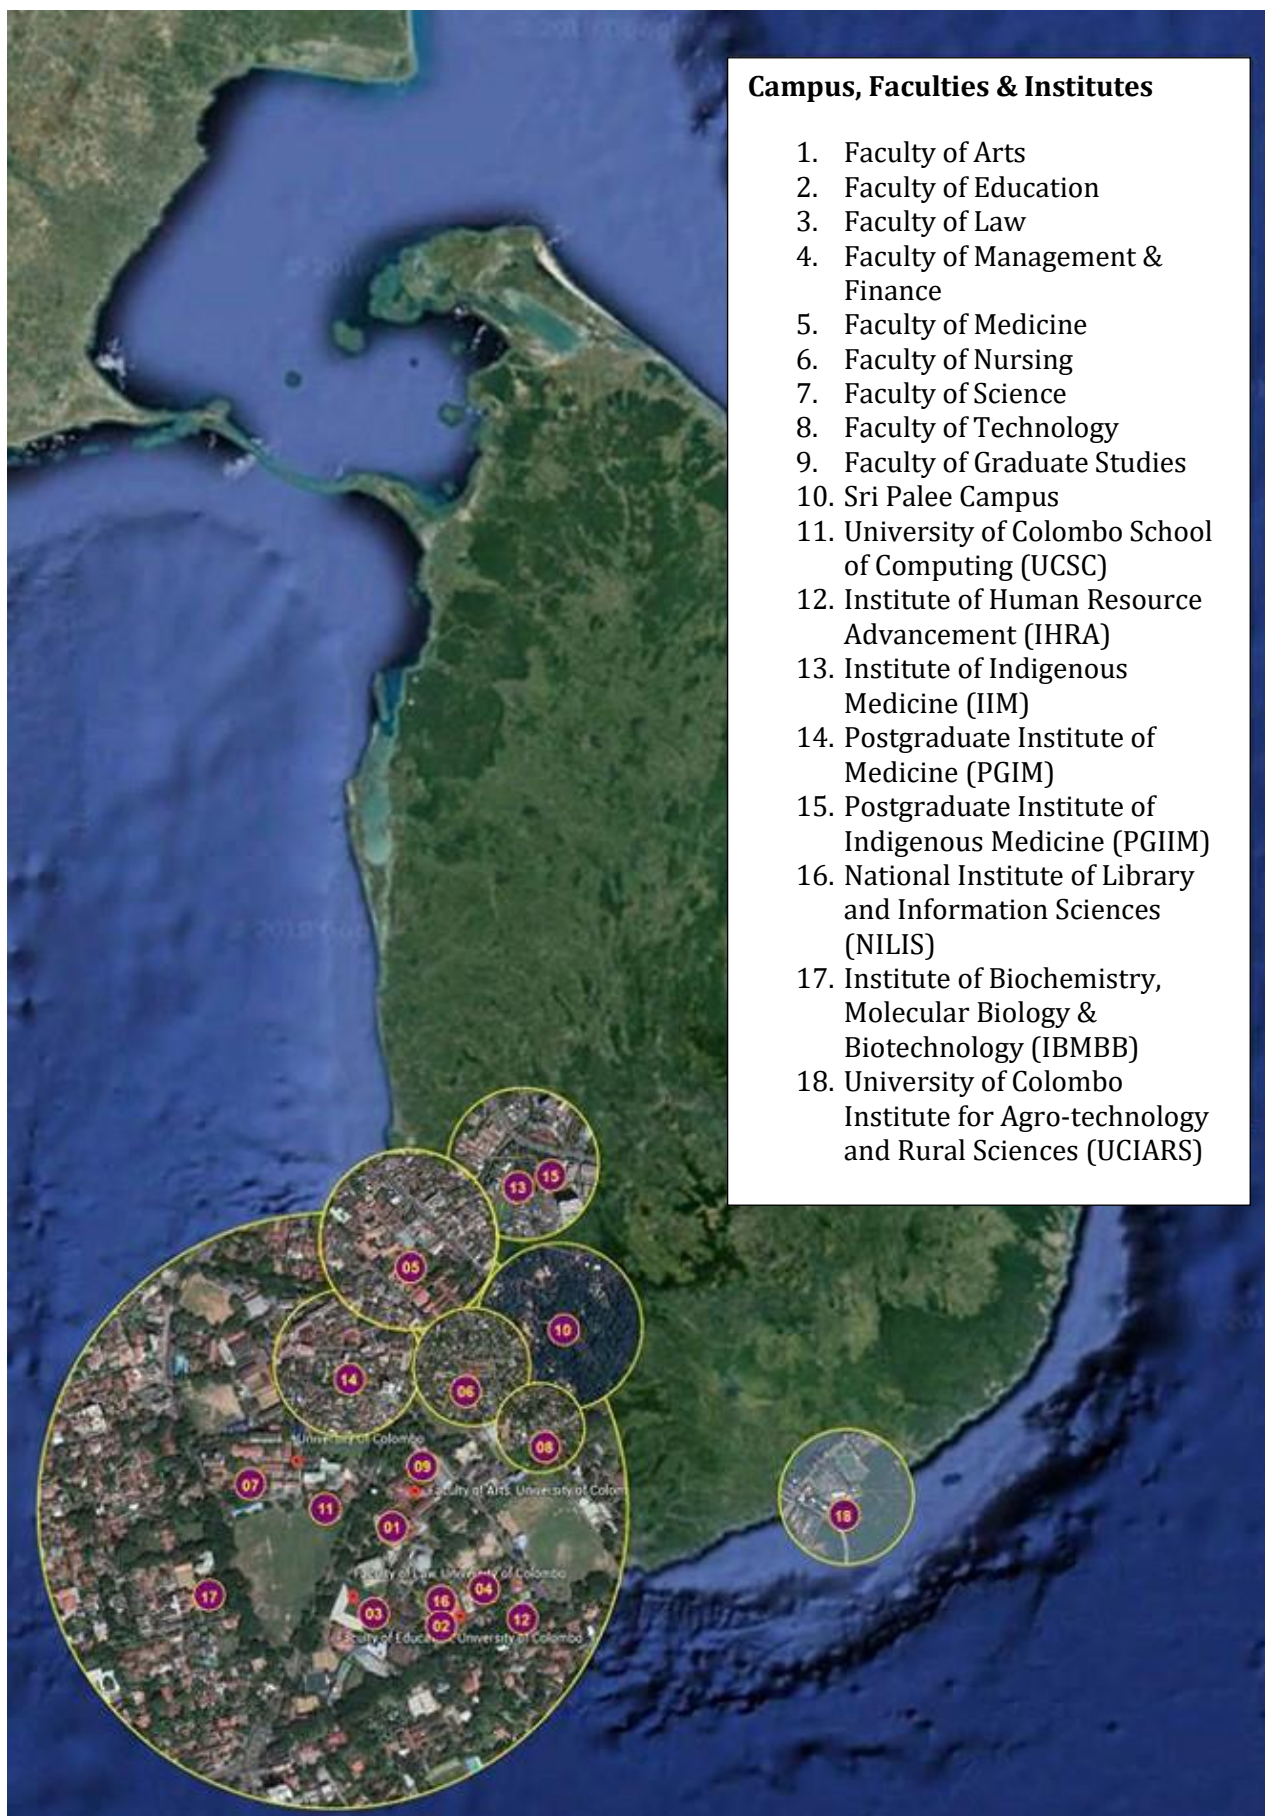 Campus, Faculties & Institutes
1. Faculty of Arts
2. Faculty of Education
3. Faculty of Law
4. Faculty of Management &
Finance
5. Faculty of Medicine
6. Faculty of Nursing
7. Faculty of Science
8. Faculty of Technology
9. Faculty of Graduate Studies
10. Sri Palee Campus
11. University of Colombo School
of Computing (UCSC)
12. Institute of Human Resource
Advancement (IHRA)
13. Institute of Indigenous
Medicine (IIM)
14. Postgraduate Institute of
Medicine (PGIM)
15. Postgraduate Institute of
Indigenous Medicine (PGIIM)
16. National Institute of Library
and Information Sciences
(NILIS)
17. Institute of Biochemistry,
Molecular Biology &
Biotechnology (IBMBB)
18. University of Colombo
Institute for Agro-technology
and Rural Sciences (UCIARS)
15
13
05
10
14
06
University of Colombo
08
09
07
Faculty of Arts, University of Colom
11
18
01
Faculty of Law, University of Colombo
04
17
16
03
12
02
University of Colombo